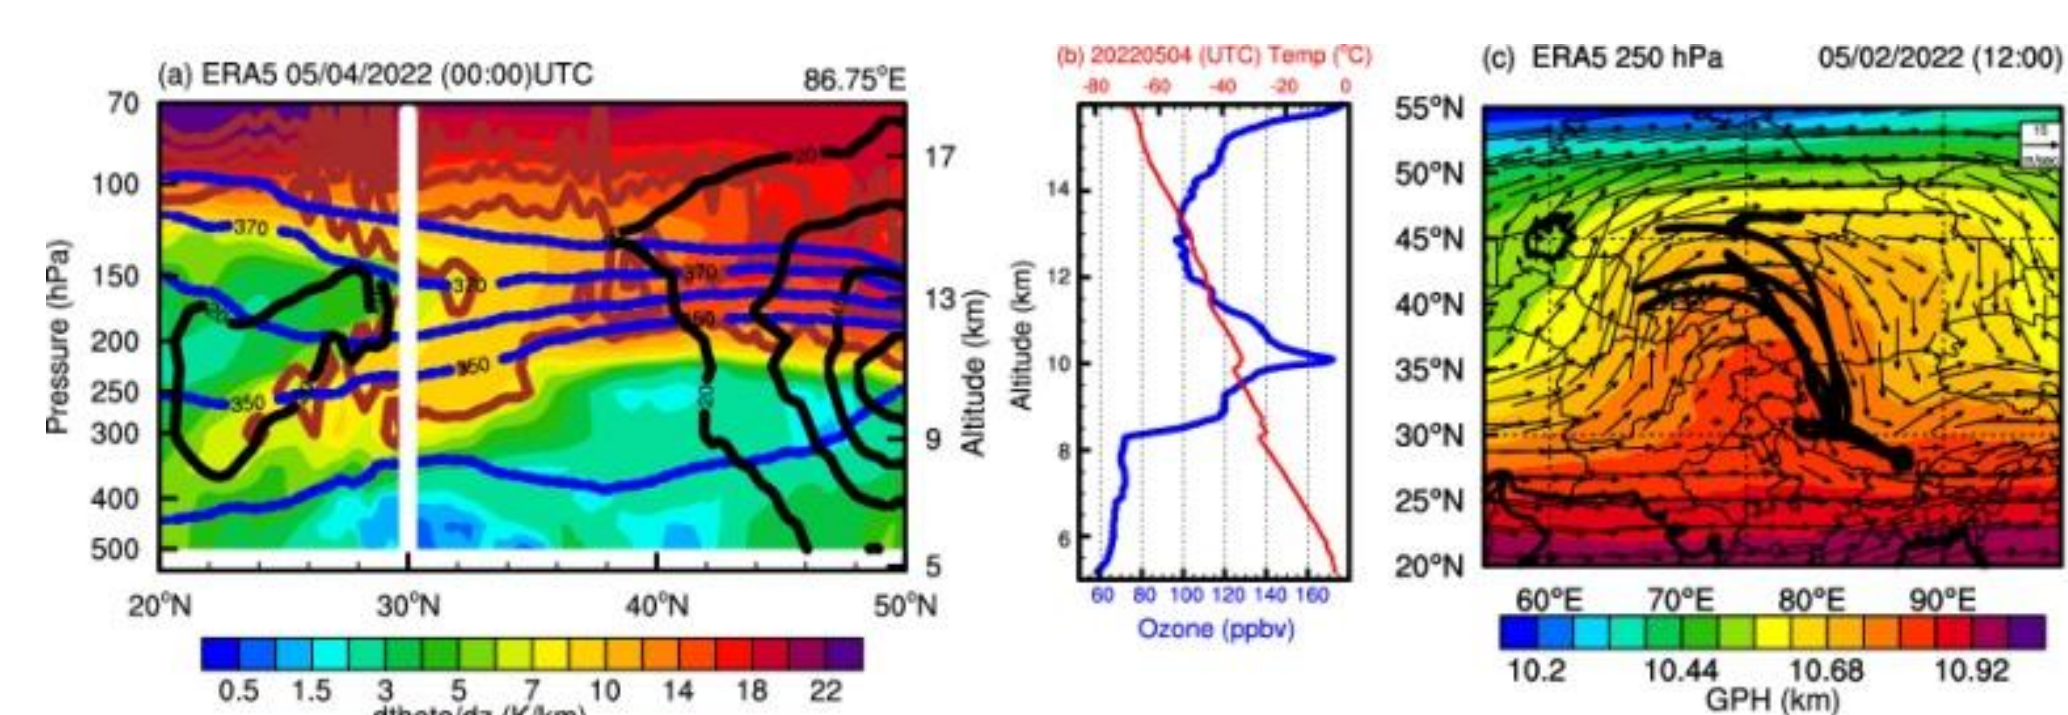 (a) ERA5 05/04/2022 (00:00)UTC
86.75°E
70
100
150
200
250
300
400
500
Pressure (hPa)
370
370
370
350
350
350
20
20
20
17
13
9
5
Altitude (km)
20°N 30°N 40°N 50°N
0.5 1.5 3 5 7 10 14 18 22
dtheta/dz (K/km)
(b) 20220504 (UTC) Temp (°C)
-80 -60 -40 -20 0
14
12
10
8
6
Altitude (km)
60 80 100 120 140 160
Ozone (ppbv)
(c) ERA5 250 hPa 05/02/2022 (12:00)
55°N
50°N
45°N
40°N
35°N
30°N
25°N
20°N
60°E 70°E 80°E 90°E
10.2 10.44 10.68 10.92
GPH (km)